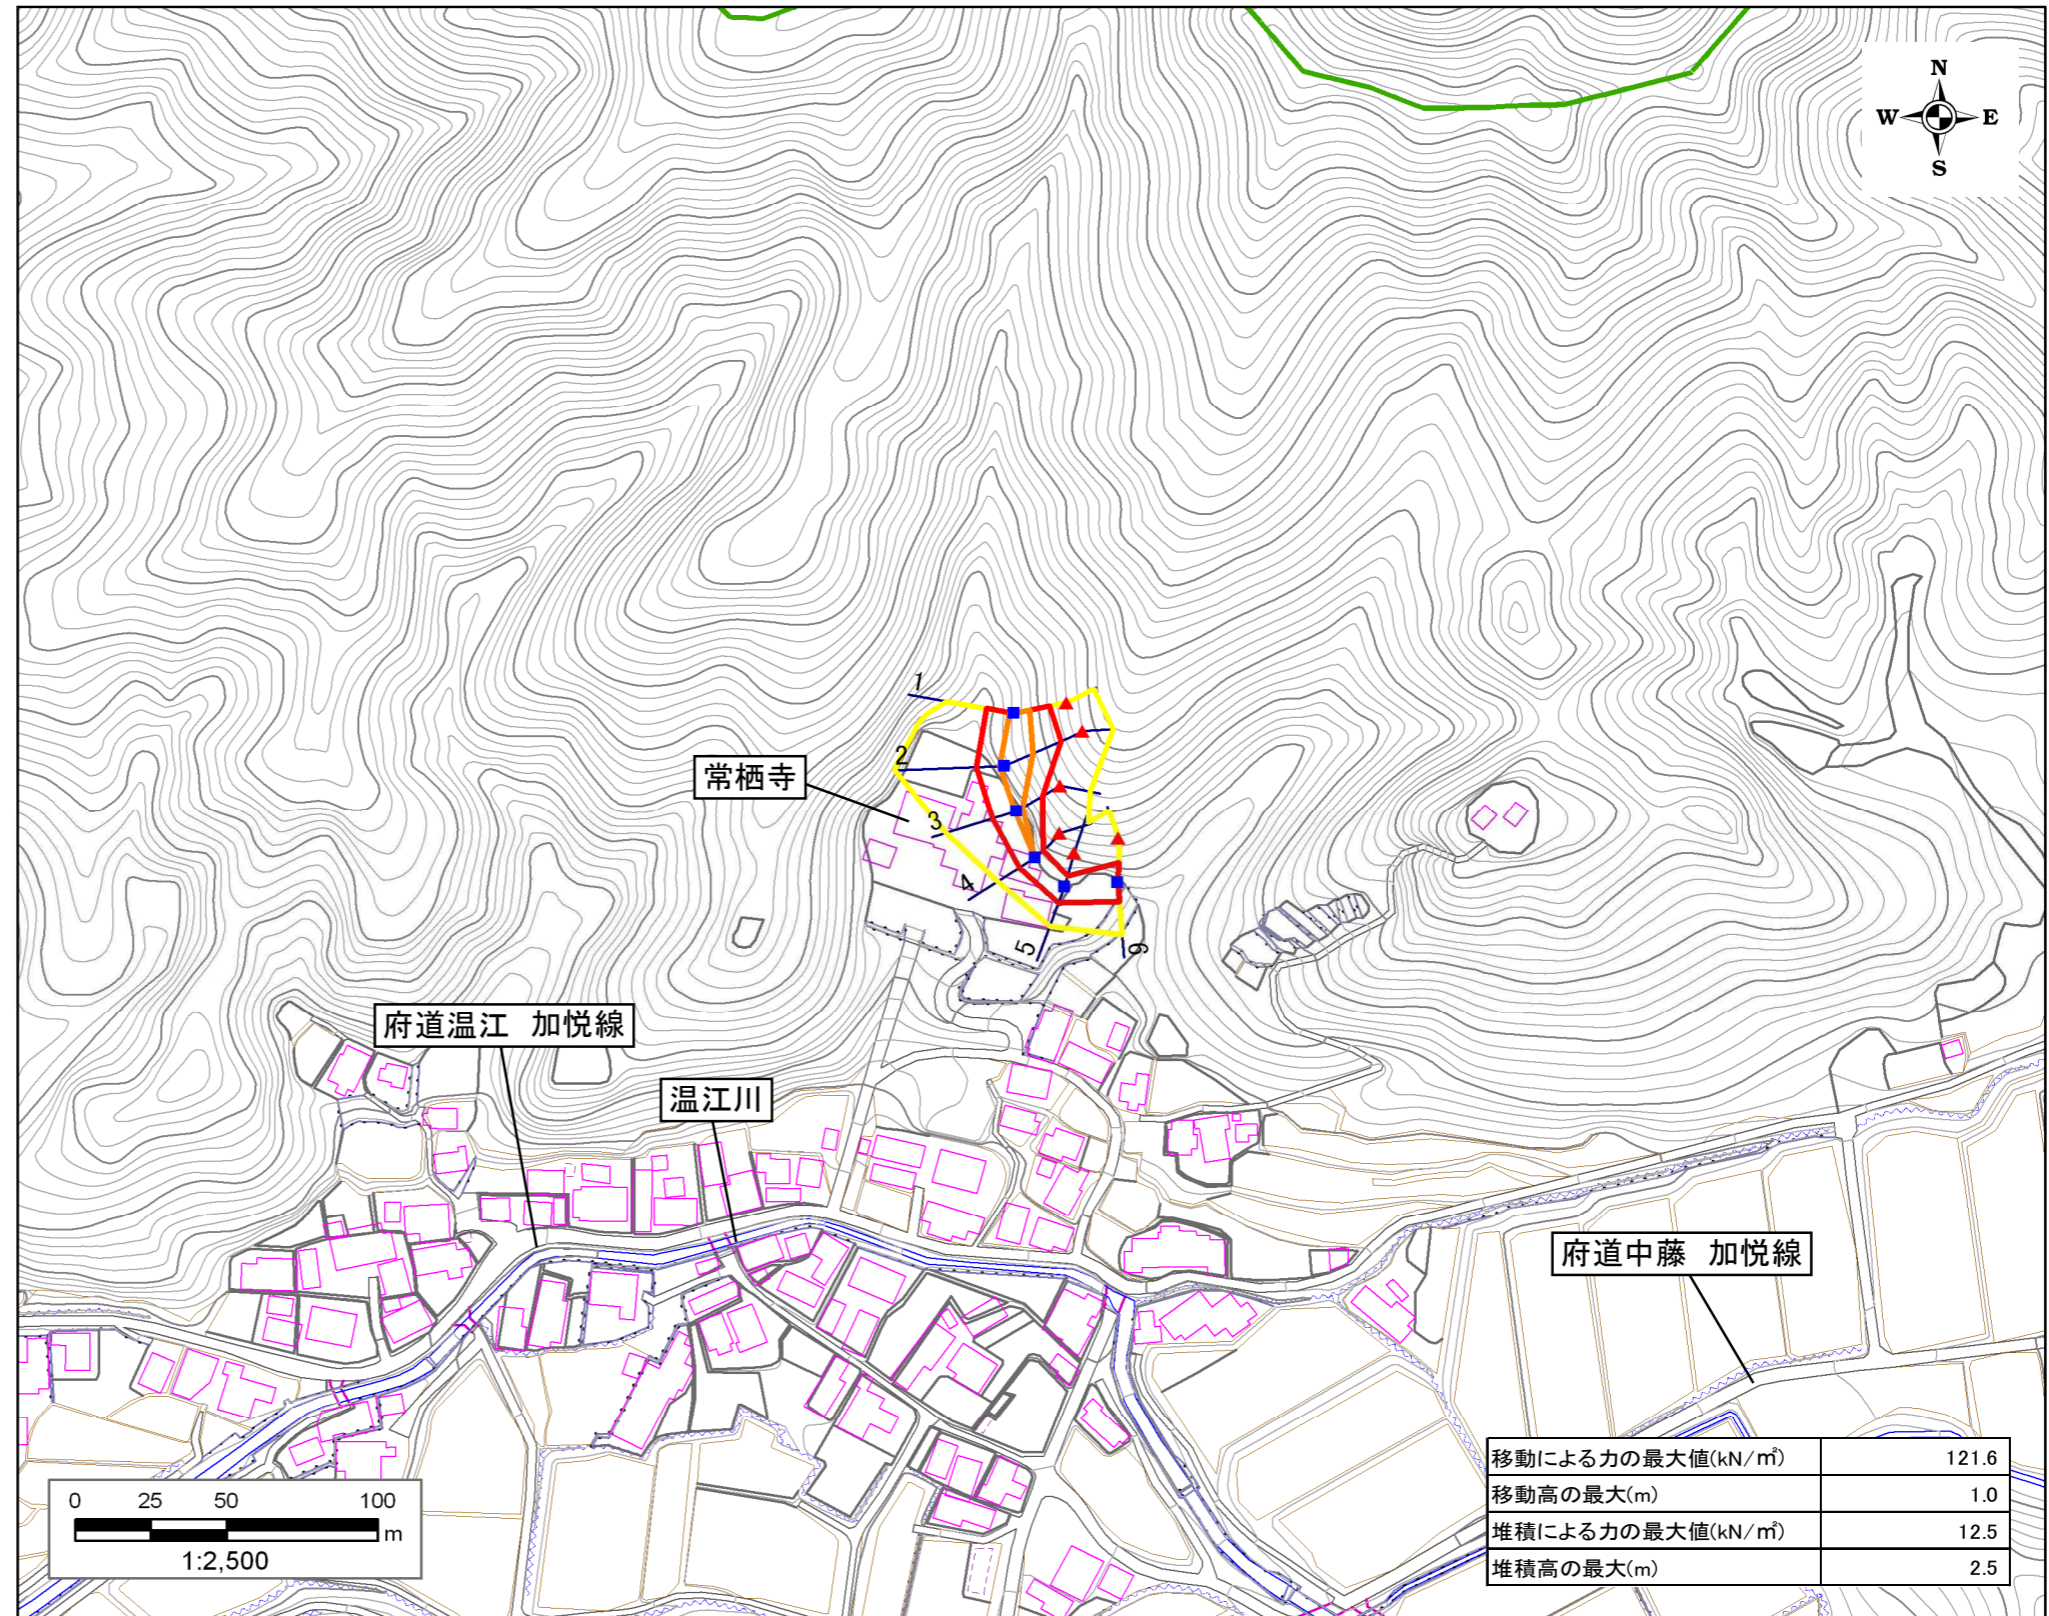 N
W E
S
1
2
常栖寺
3
4
5
6
府道温江　加悦線
温江川
府道中藤　加悦線
移動による力の最大値(kN/㎡) 121.6
移動高の最大(m) 1.0
堆積による力の最大値(kN/㎡) 12.5
堆積高の最大(m) 2.5
0 25 50 100
m
1:2,500